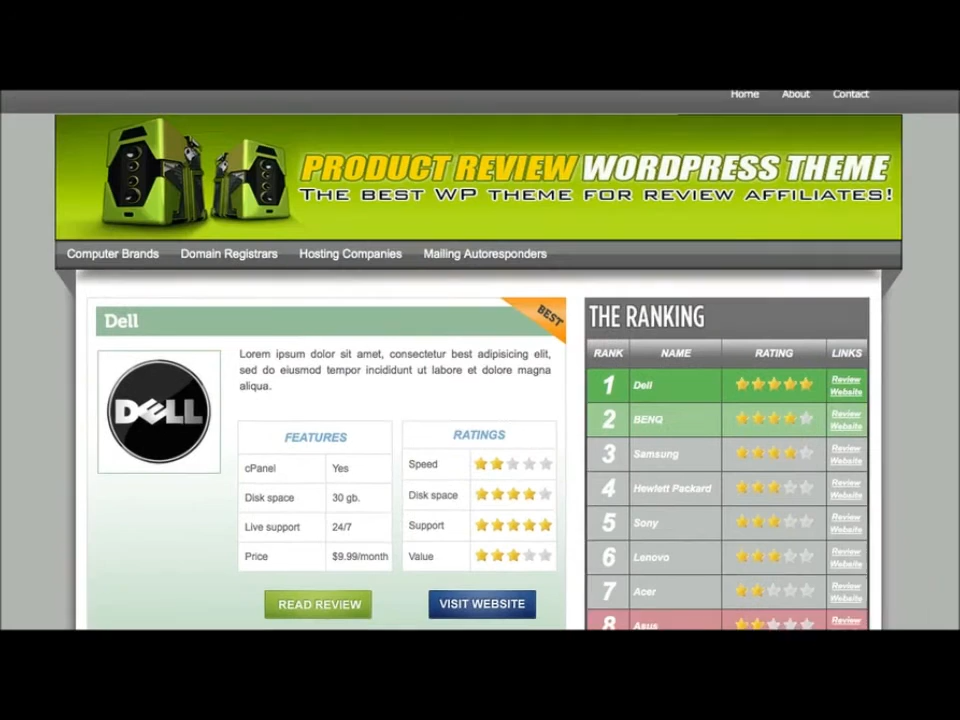 Home About Contact
PRODUCT REVIEW WORDPRESS THEME
THE BEST WP THEME FOR REVIEW AFFILIATES!
Computer Brands Domain Registrars Hosting Companies Mailing Autoresponders
Dell
BEST
DELL
Lorem ipsum dolor sit amet, consectetur best adipisicing elit,
sed do eiusmod tempor incididunt ut labore et dolore magna
aliqua.
FEATURES
cPanel Yes
Disk space 30 gb.
Live support 24/7
Price $9.99/month
RATINGS
Speed
Disk space
Support
Value
READ REVIEW
VISIT WEBSITE
THE RANKING
RANK NAME RATING LINKS
1 Dell Review
Website
2 BENQ Review
Website
3 Samsung Review
Website
4 Hewlett Packard Review
Website
5 Sony Review
Website
6 Lenovo Review
Website
7 Acer Review
Website
8 Asus Review